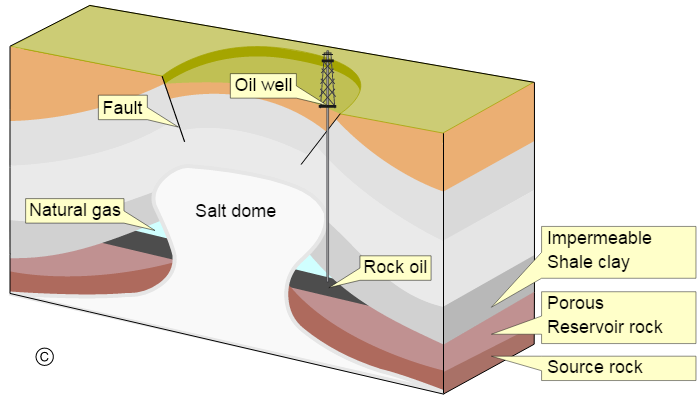 Oil well
Fault
Natural gas
Salt dome
Rock oil
Impermeable
Shale clay
Porous
Reservoir rock
Source rock
©